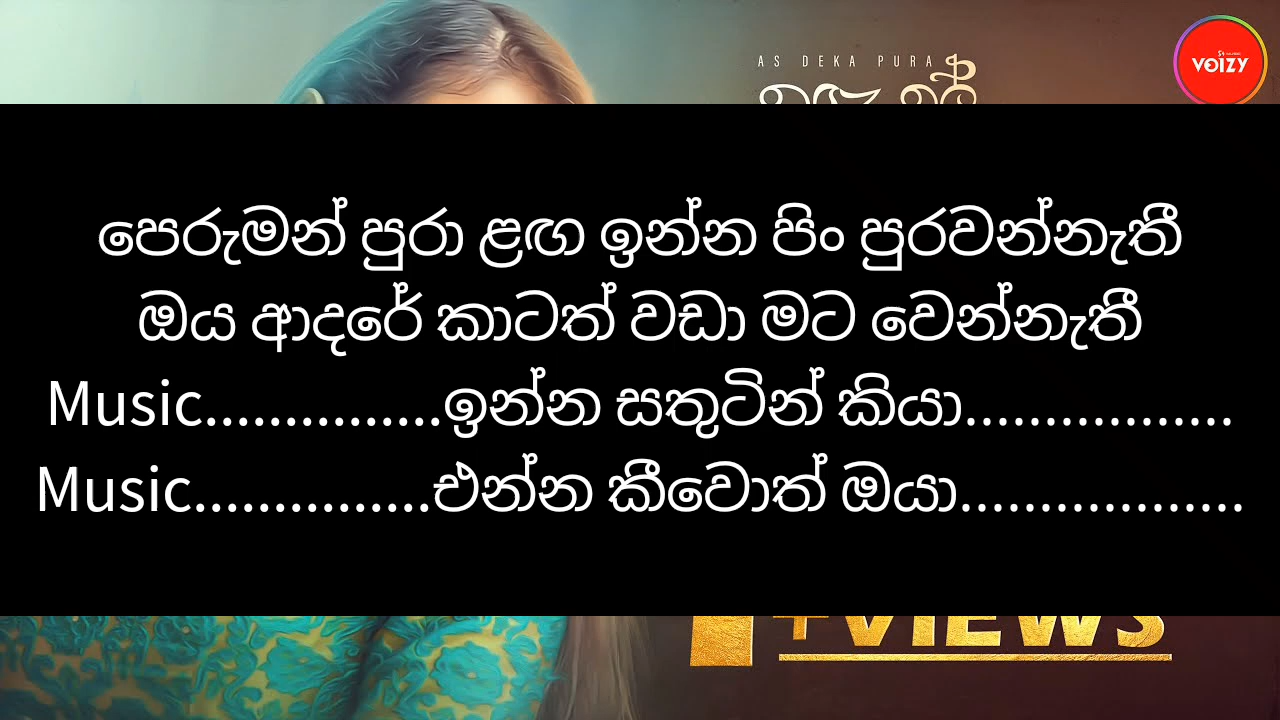 AS DEKA PURA
VOIZY
පෙරුමන් පුරා ළඟ ඉන්න පිං පුරවන්නැතී
ඔය ආදරේ කාටත් වඩා මට වෙන්නැතී
Music...............ඉන්න සතුටින් කියා.................
Music...............එන්න කීවොත් ඔයා..................
+VIEWS